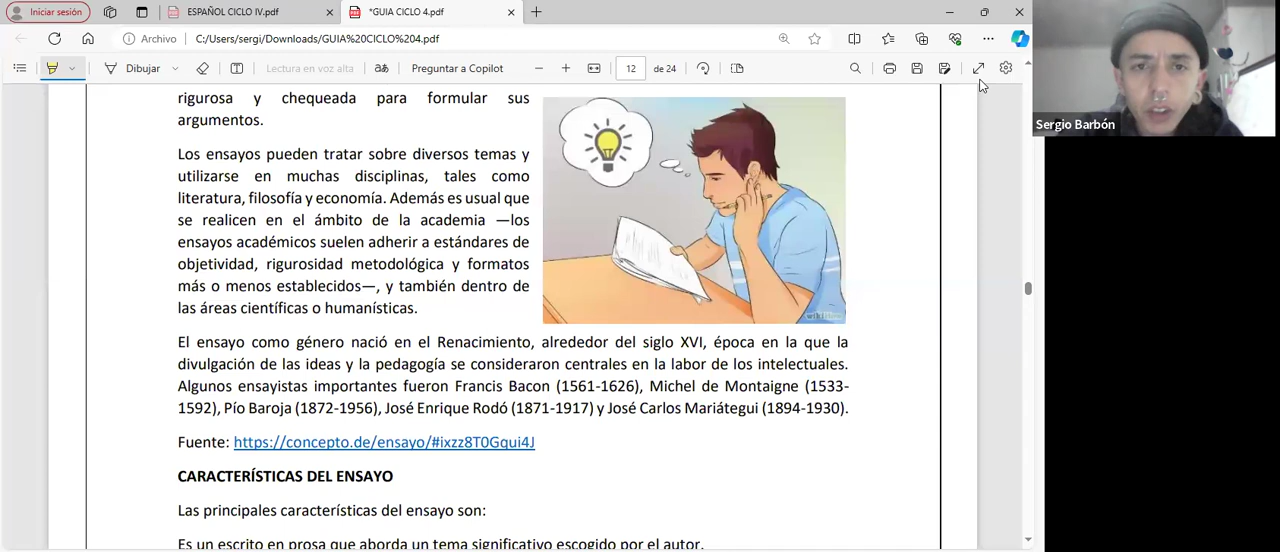 Iniciar sesión
ESPAÑOL CICLO IV.pdf
*GUIA CICLO 4.pdf
Archivo
C:/Users/sergi/Downloads/GUIA%20CICLO%204.pdf
Dibujar
Lectura en voz alta
aあ
Preguntar a Copilot
12
de 24
Sergio Barbón
rigurosa y chequeada para formular sus
argumentos.
Los ensayos pueden tratar sobre diversos temas y
utilizarse en muchas disciplinas, tales como
literatura, filosofía y economía. Además es usual que
se realicen en el ámbito de la academia —los
ensayos académicos suelen adherir a estándares de
objetividad, rigurosidad metodológica y formatos
más o menos establecidos—, y también dentro de
las áreas científicas o humanísticas.
wikiHow
El ensayo como género nació en el Renacimiento, alrededor del siglo XVI, época en la que la
divulgación de las ideas y la pedagogía se consideraron centrales en la labor de los intelectuales.
Algunos ensayistas importantes fueron Francis Bacon (1561-1626), Michel de Montaigne (1533-
1592), Pío Baroja (1872-1956), José Enrique Rodó (1871-1917) y José Carlos Mariátegui (1894-1930).
Fuente: https://concepto.de/ensayo/#ixzz8T0Gqui4J
CARACTERÍSTICAS DEL ENSAYO
Las principales características del ensayo son:
Es un escrito en prosa que aborda un tema significativo escogido por el autor.